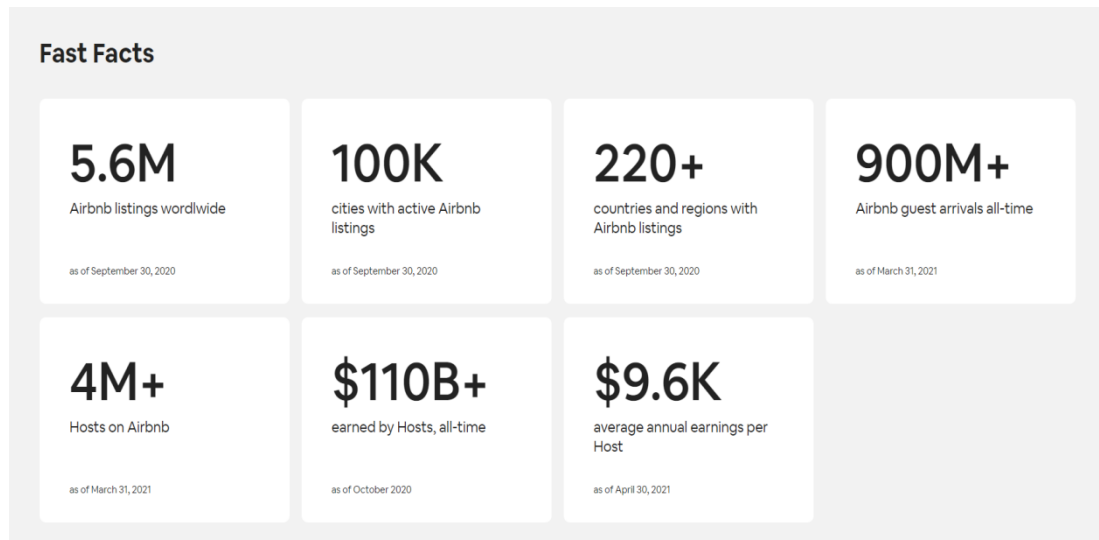 Fast Facts
5.6M
Airbnb listings wordlwide
as of September 30, 2020
100K
cities with active Airbnb
listings
as of September 30, 2020
220+
countries and regions with
Airbnb listings
as of September 30, 2020
900M+
Airbnb guest arrivals all-time
as of March 31, 2021
4M+
Hosts on Airbnb
as of March 31, 2021
$110B+
earned by Hosts, all-time
as of October 2020
$9.6K
average annual earnings per
Host
as of April 30, 2021